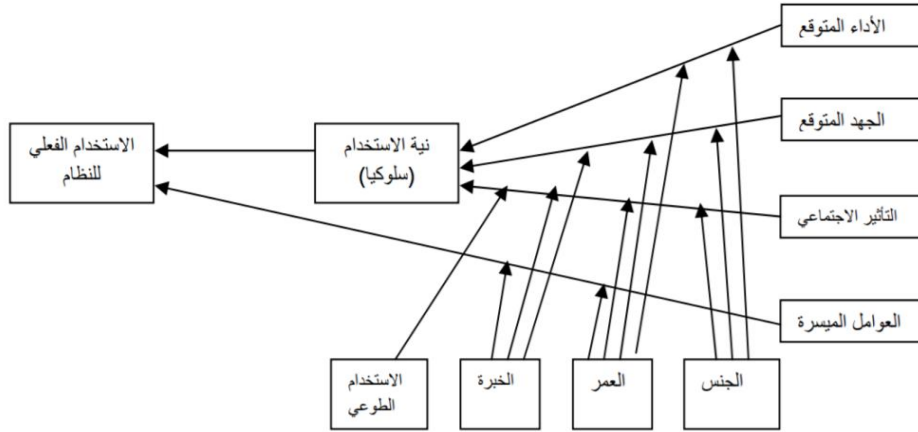 الأداء المتوقع
الجهد المتوقع
التأثير الاجتماعي
العوامل الميسرة
نية الاستخدام
(سلوكيا)
الاستخدام الفعلي
للنظام
الجنس
العمر
الخبرة
الاستخدام
الطوعي